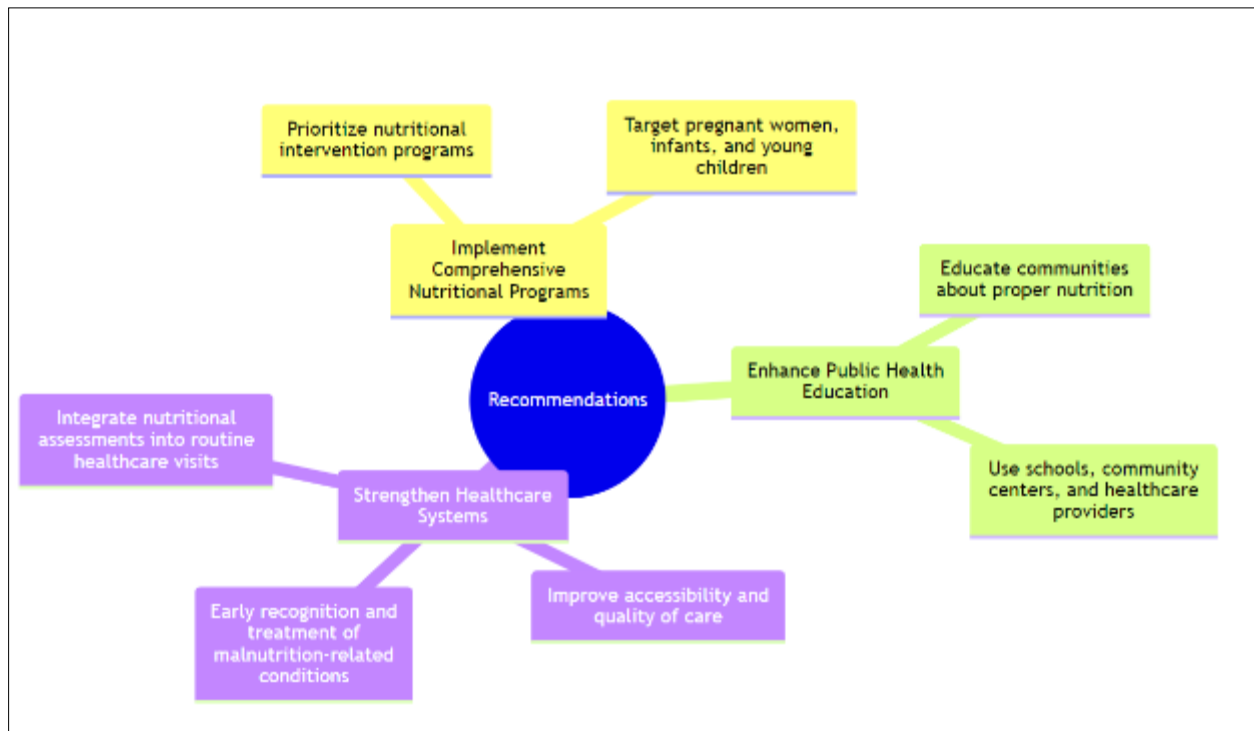 Prioritize nutritional
intervention programs
Target pregnant women,
infants, and young
children
Implement
Comprehensive
Nutritional Programs
Educate communities
about proper nutrition
Enhance Public Health
Education
Recommendations
Use schools, community
centers, and healthcare
providers
Integrate nutritional
assessments into routine
healthcare visits
Strengthen Healthcare
Systems
Early recognition and
treatment of
malnutrition-related
conditions
Improve accessibility and
quality of care